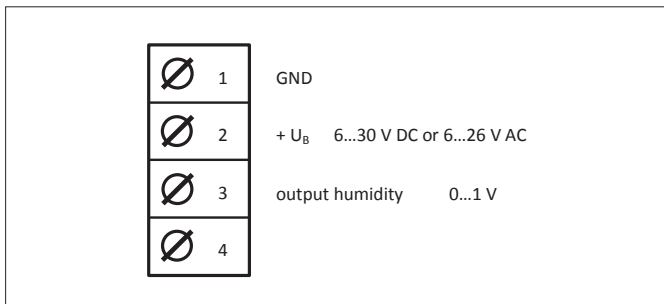 1 GND
2 + U_B 6...30 V DC or 6...26 V AC
3 output humidity 0...1 V
4